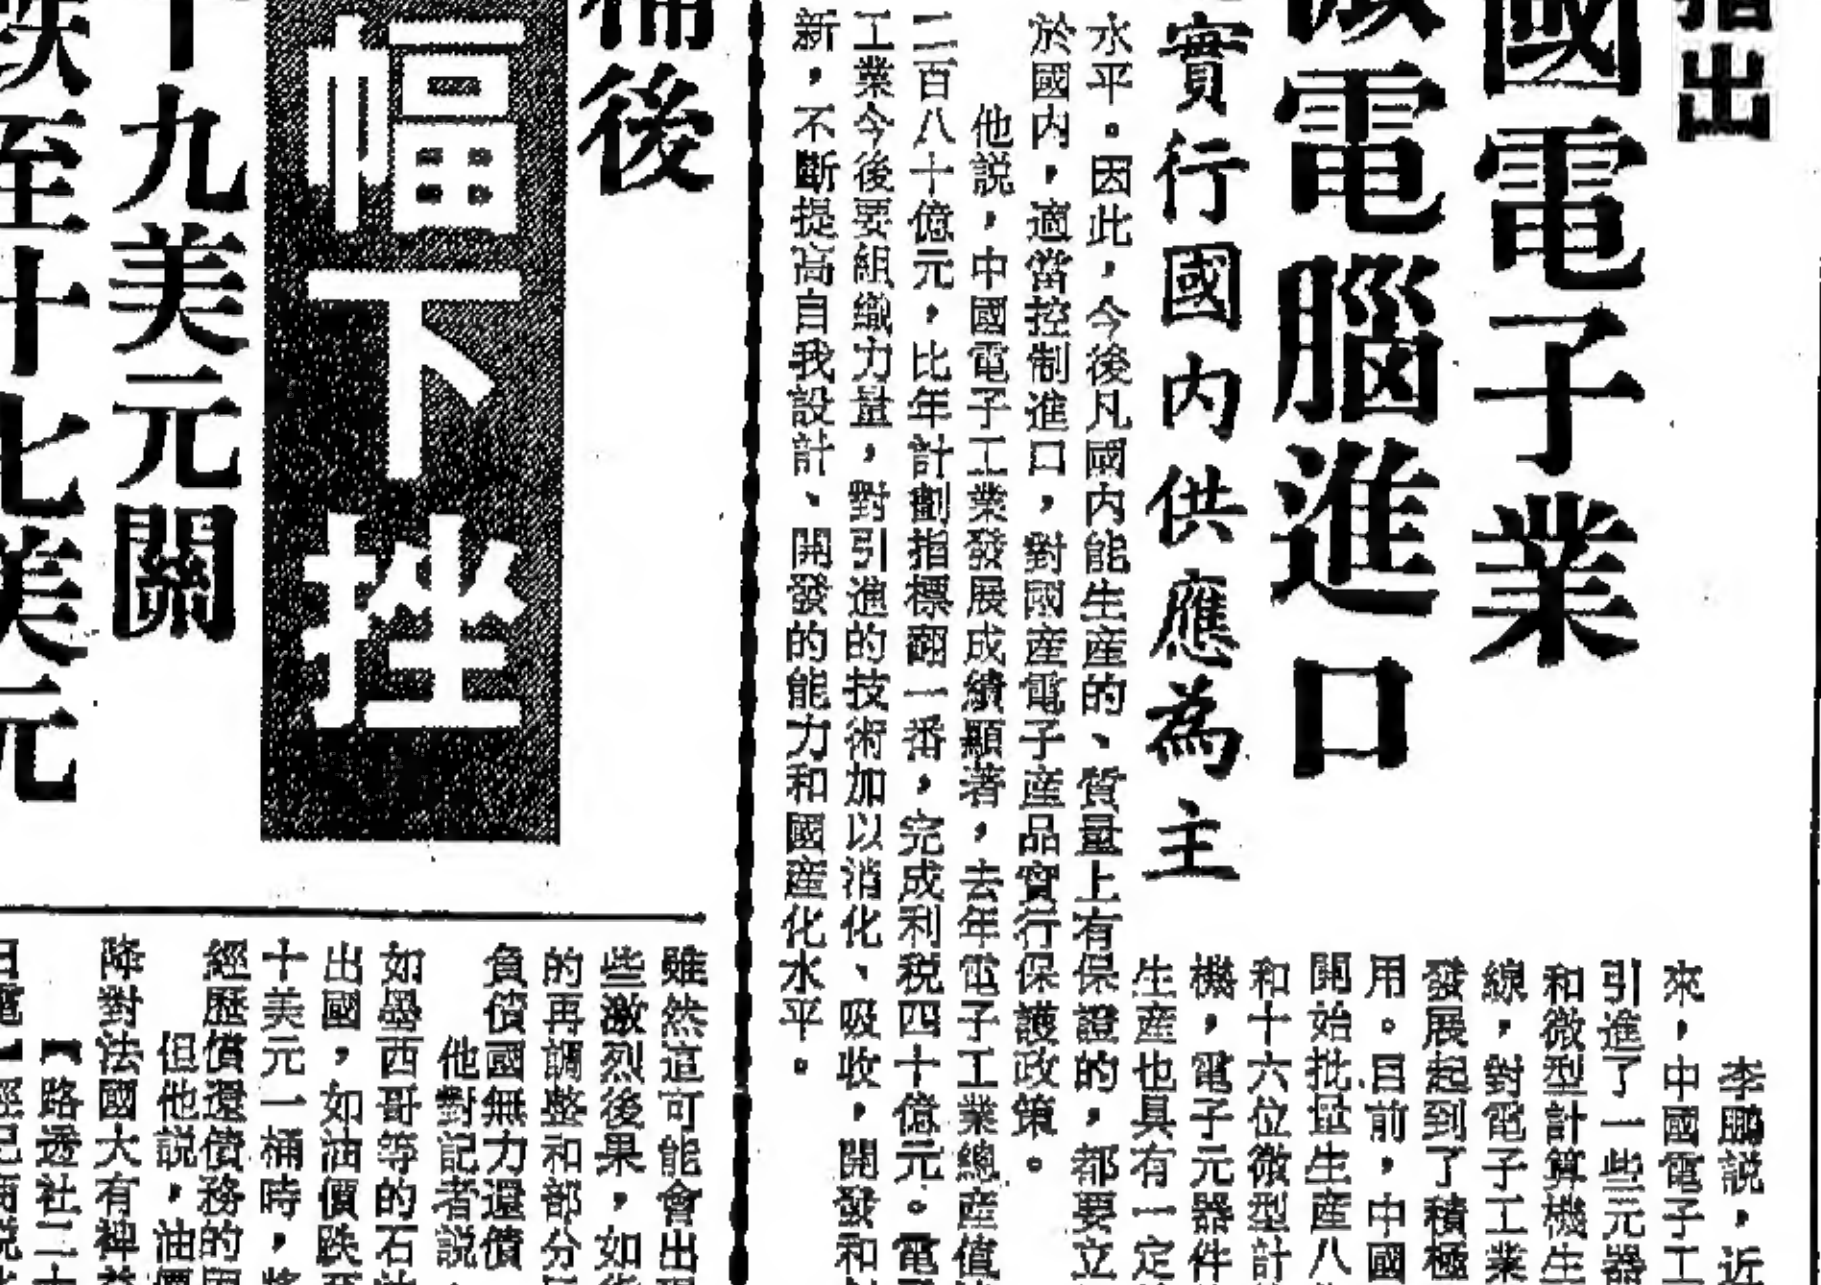 指出
國電子業
微電腦進口
實行國內供應為主
李鵬説，近
來，中國電子工
引進了一些元器
和微型計算機生
線，對電子工業
發展起到了積極
用。目前，中國
開始批量生產八
和十六位微型計
機，電子元器件
生產也具有一定
水平。因此，今後凡國內能生產的、質量上有保證的，都要立
於國內，適當控制進口，對國產電子產品實行保護政策。
他説，中國電子工業發展成績顯著，去年電子工業總產值
二百八十億元，比年計劃指標翻一番，完成利税四十億元。電
工業今後要組織力量，對引進的技術加以消化、吸收，開發和
新，不斷提高自我設計、開發的能力和國產化水平。
桶後
幅下挫
十九美元關
跌至十七美元
雖然這可能會出
些激烈後果，如
的再調整和部分
負債國無力還債
他對記者説
如墨西哥等的石
出國，如油價跌
十美元一桶時，將
經歷償還債務的
但他説，油價
降對法國大有裨益
【路透社二十
日電【經紀商説